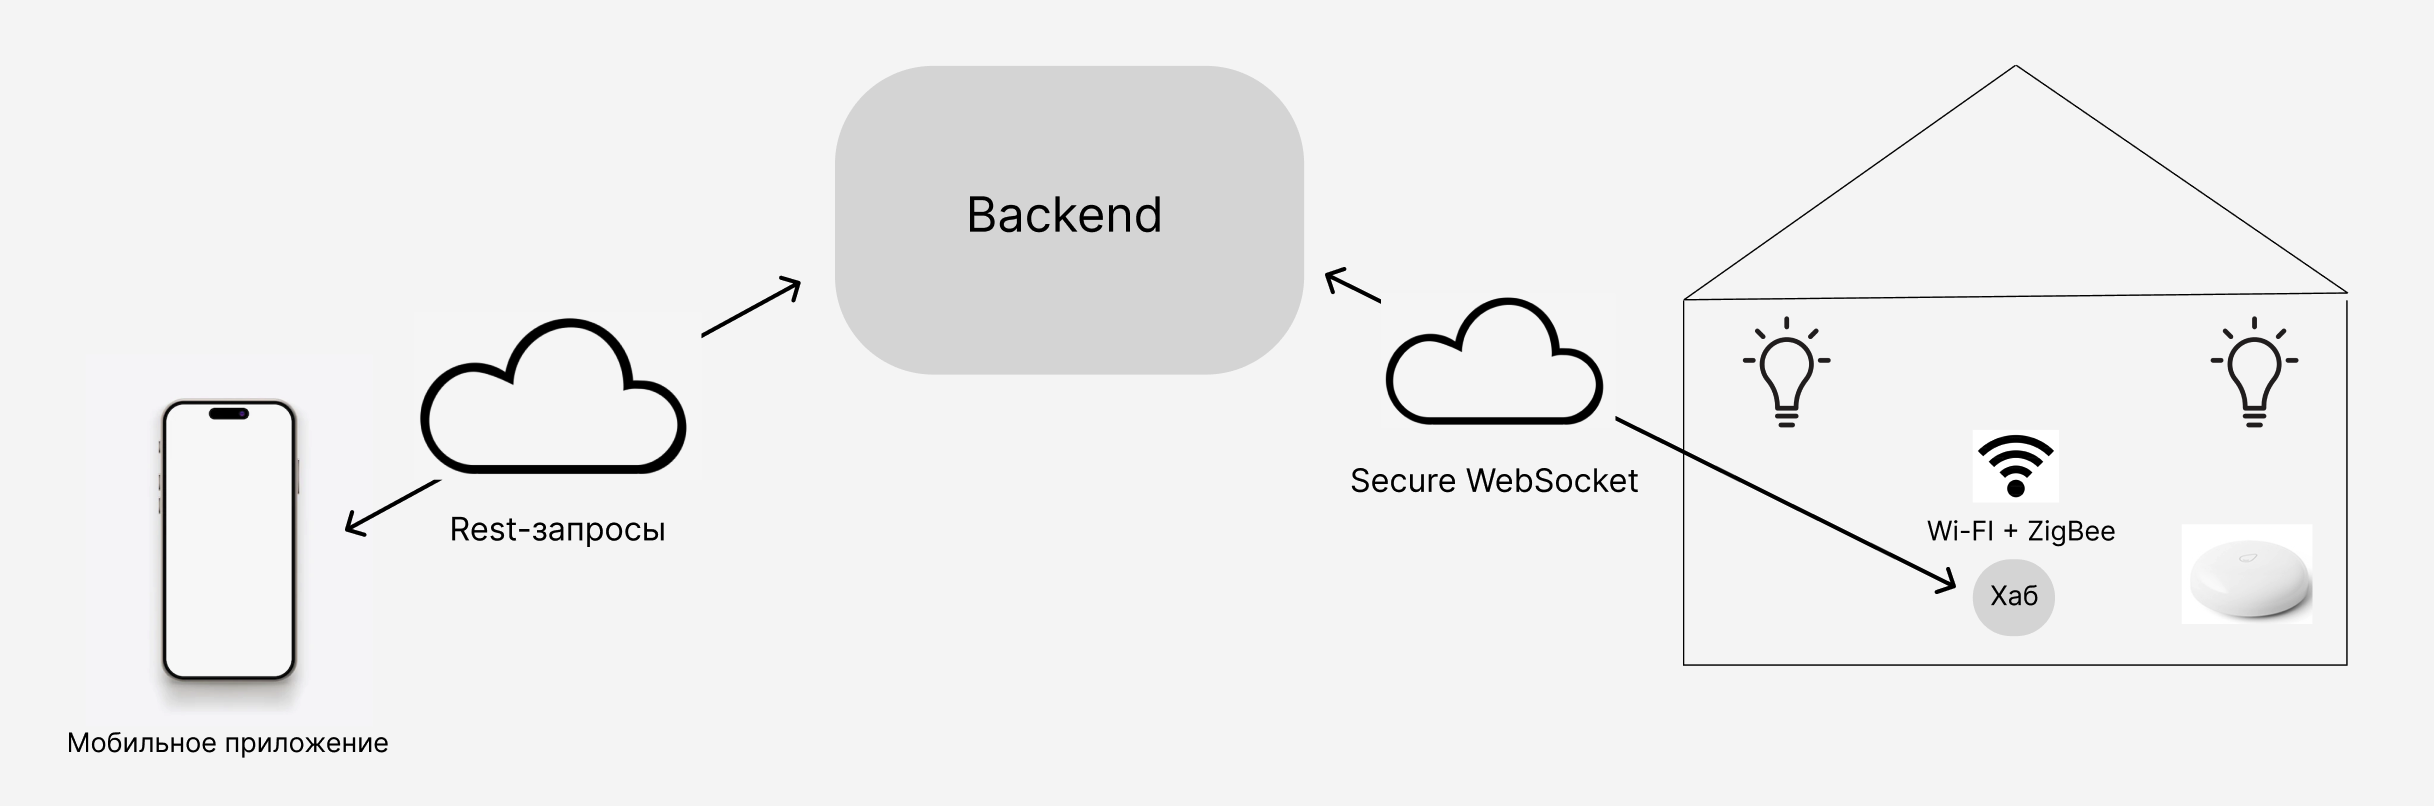 Backend
Secure WebSocket
Rest-запросы
Wi-FI + ZigBee
Хаб
Мобильное приложение